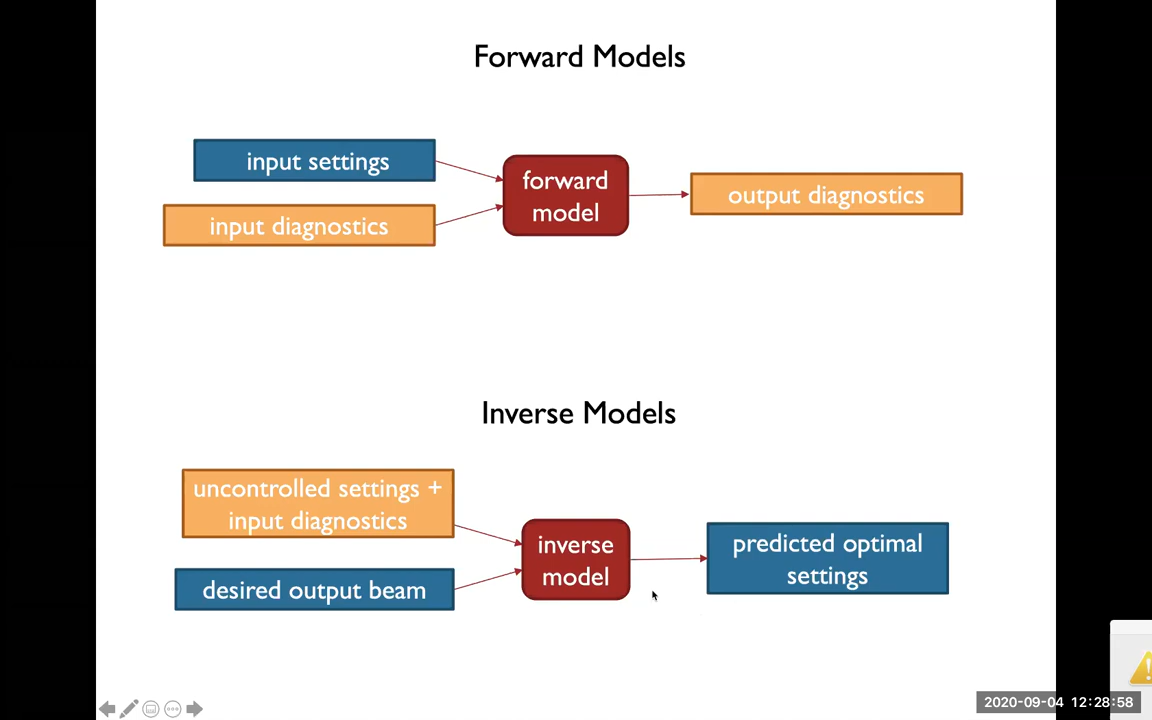 Forward Models
input settings
input diagnostics
forward
model
output diagnostics
Inverse Models
uncontrolled settings +
input diagnostics
desired output beam
inverse
model
predicted optimal
settings
2020-09-04 12:28:58